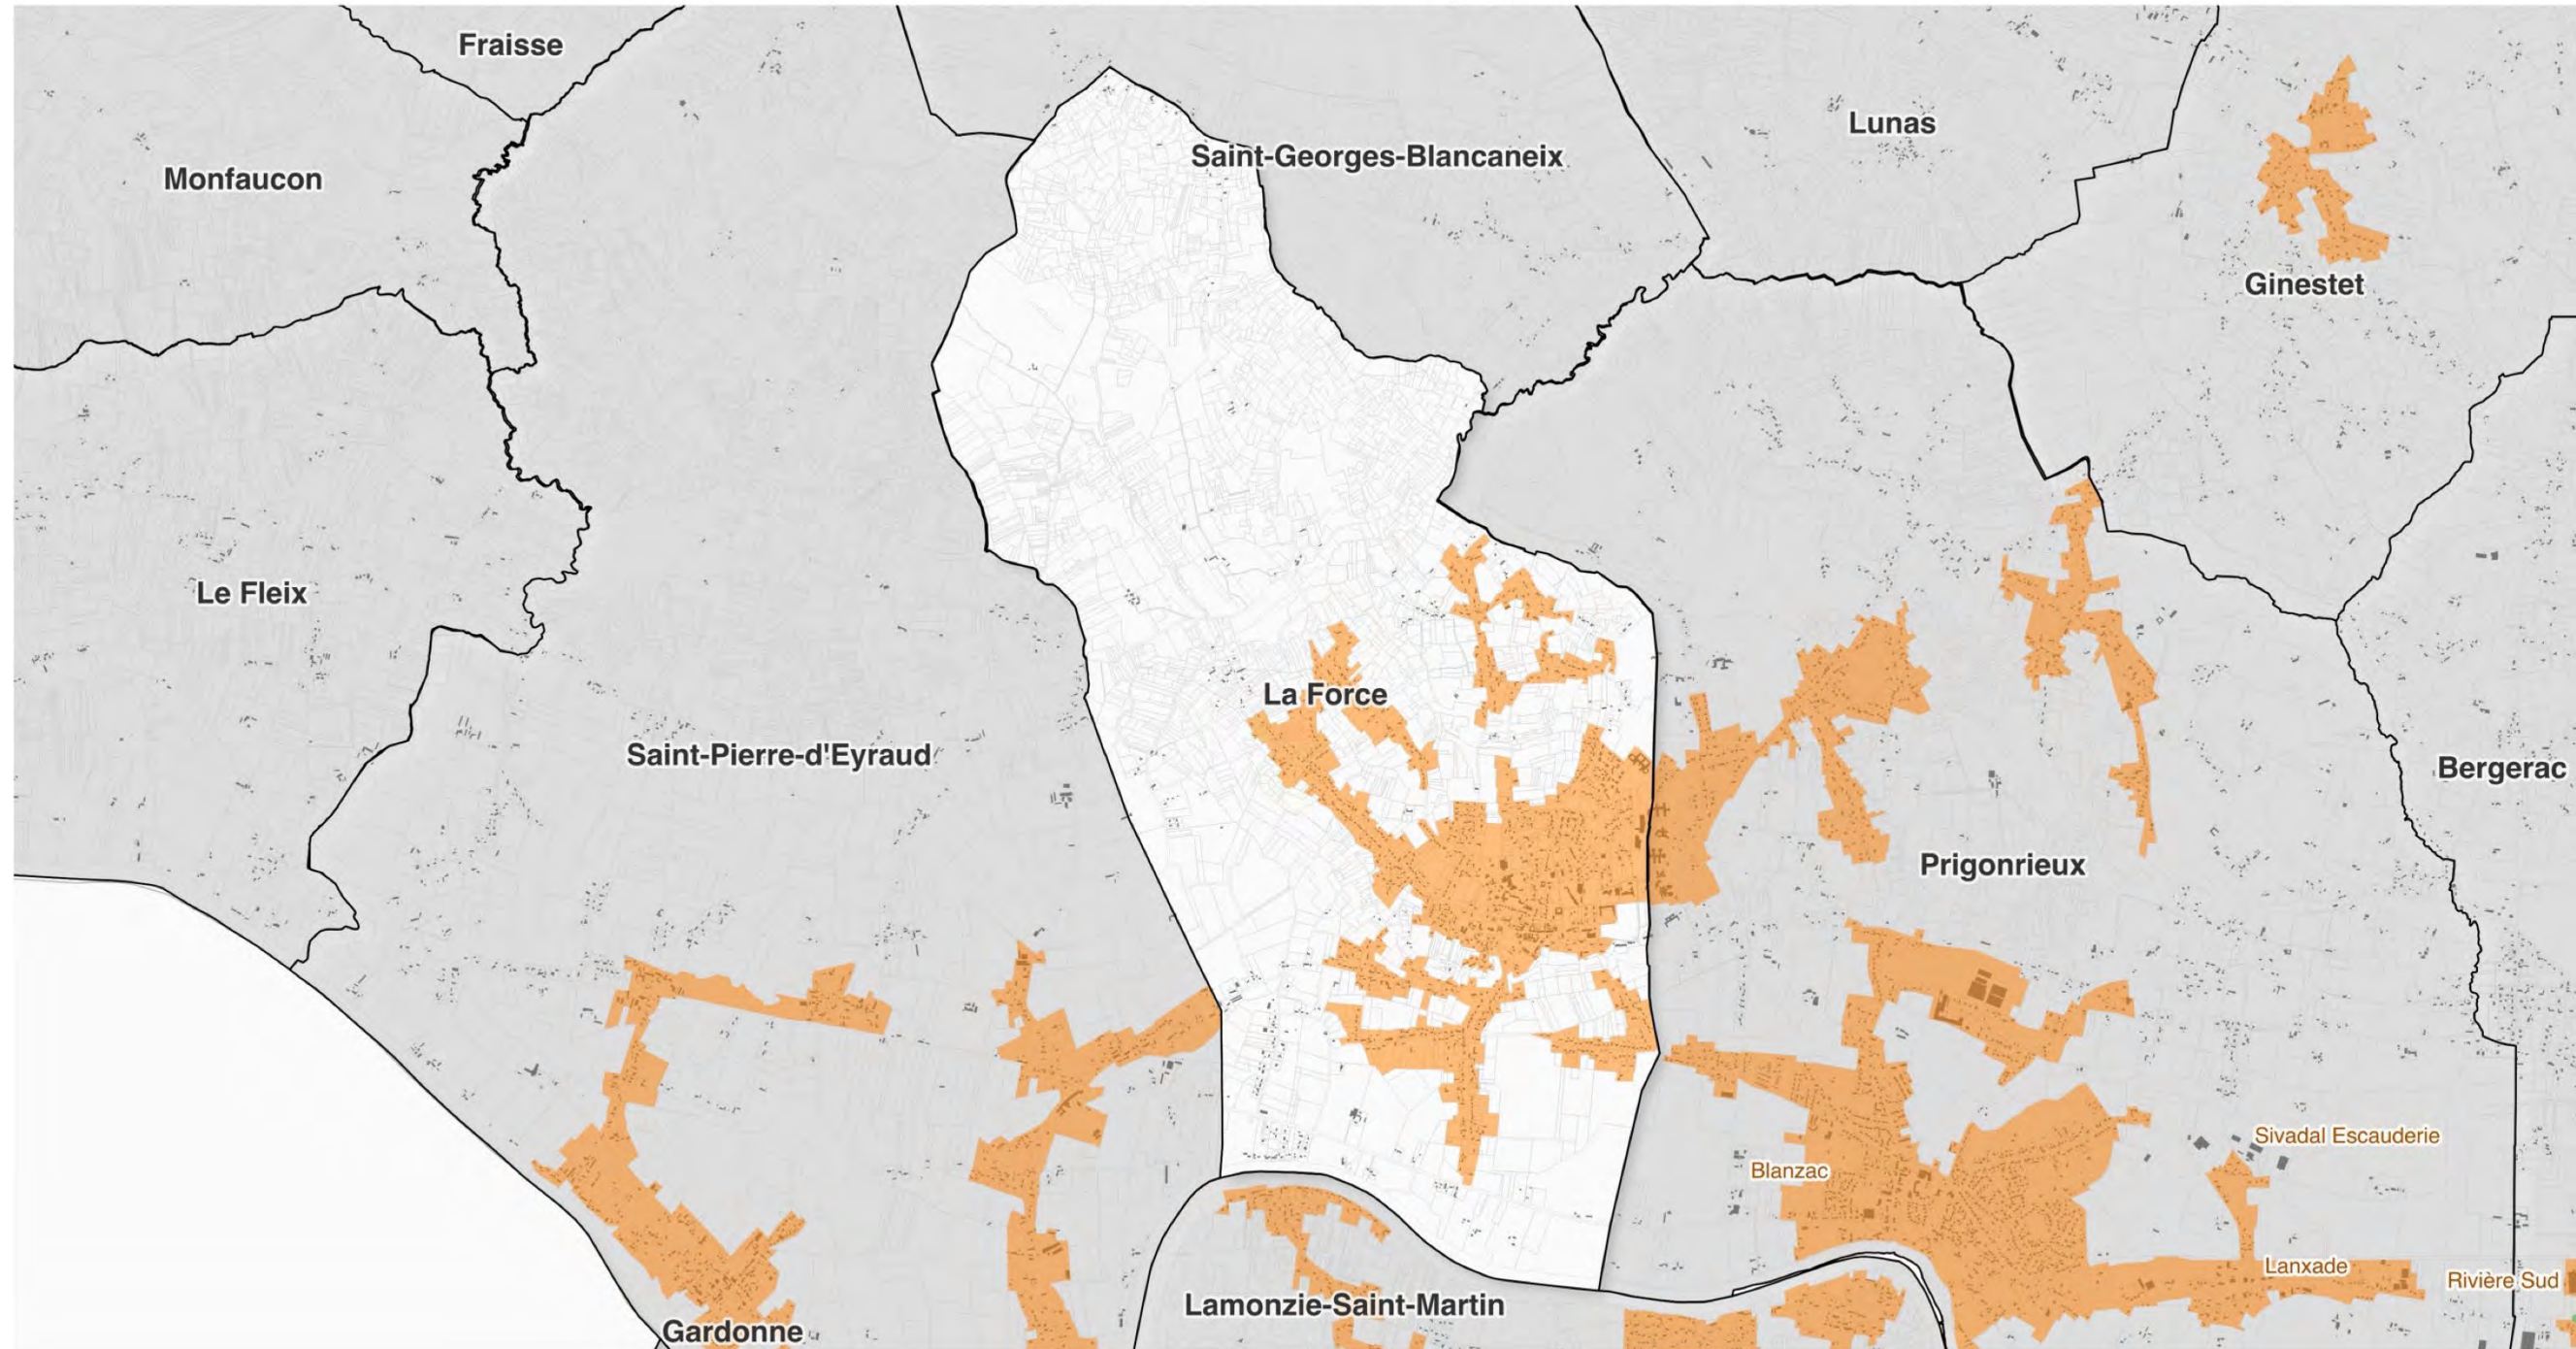 Fraisse
Lunas
Saint-Georges-Blancaneix
Monfaucon
Ginestet
Le Fleix
La Force
Saint-Pierre-d'Eyraud
Bergerac
Prigonrieux
Sivadal Escauderie
Blanzac
Lanxade
Rivière Sud
Lamonzie-Saint-Martin
Gardonne